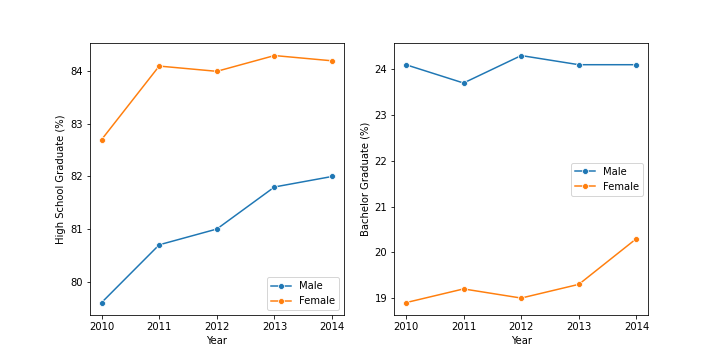 High School Graduate (%)
84
83
82
81
80
2010 2011 2012 2013 2014
Year
Male
Female
Bachelor Graduate (%)
24
23
22
21
20
19
2010 2011 2012 2013 2014
Year
Male
Female